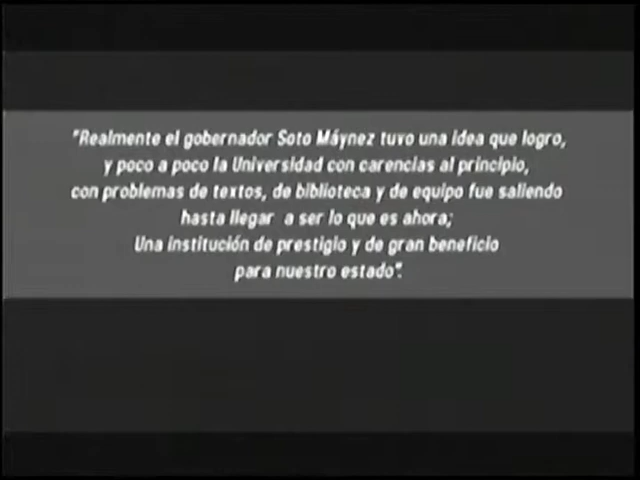 "Realmente el gobernador Soto Máynez tuvo una idea que logro,
y poco a poco la Universidad con carencias al principio,
con problemas de textos, de biblioteca y de equipo fue saliendo
hasta llegar a ser lo que es ahora;
Una institución de prestigio y de gran beneficio
para nuestro estado".